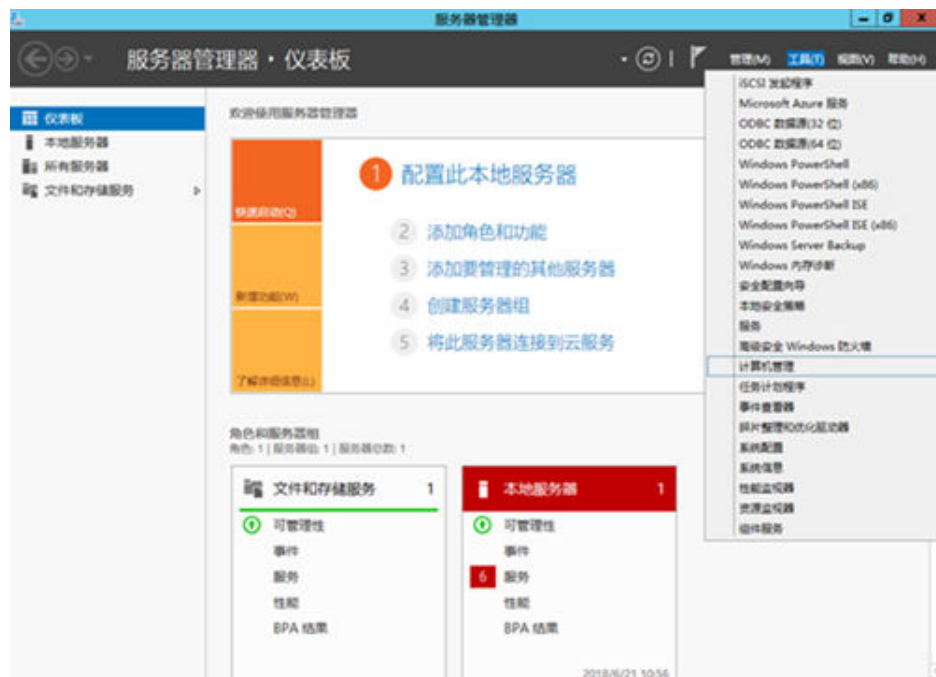 服务器管理器
服务器管理器 · 仪表板
管理(M) 工具(T) 视图(V) 帮助(H)
仪表板
本地服务器
所有服务器
文件和存储服务
欢迎使用服务器管理器
快速启动(Q)
新增功能(W)
了解详细信息(L)
1 配置此本地服务器
2 添加角色和功能
3 添加要管理的其他服务器
4 创建服务器组
5 将此服务器连接到云服务
iSCSI 发起程序
Microsoft Azure 服务
ODBC 数据源(32 位)
ODBC 数据源(64 位)
Windows PowerShell
Windows PowerShell (x86)
Windows PowerShell ISE
Windows PowerShell ISE (x86)
Windows Server Backup
Windows 内存诊断
安全配置向导
本地安全策略
服务
高级安全 Windows 防火墙
计算机管理
任务计划程序
事件查看器
碎片整理和优化驱动器
系统配置
系统信息
性能监视器
资源监视器
组件服务
角色和服务器组
角色: 1 | 服务器组: 1 | 服务器总数: 1
文件和存储服务 1
可管理性
事件
服务
性能
BPA 结果
本地服务器 1
可管理性
事件
6 服务
性能
BPA 结果
2018/6/21 10:56